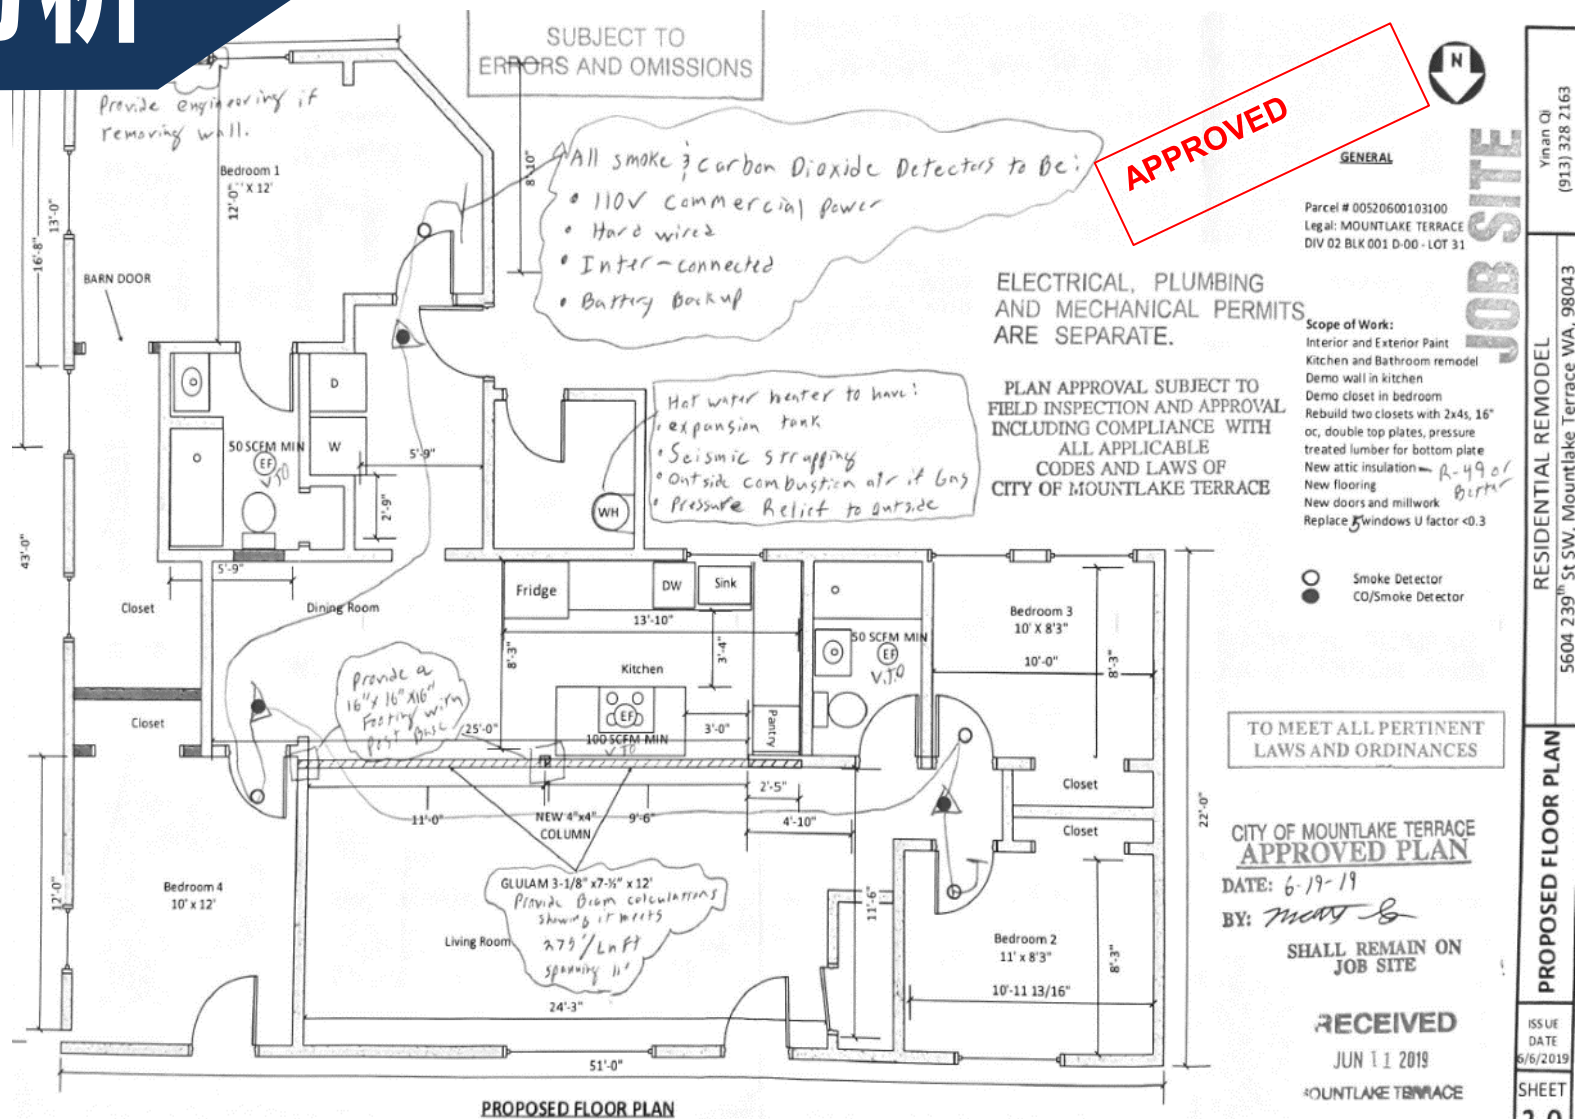 析
SUBJECT TO
ERRORS AND OMISSIONS
Provide engineering if
removing wall.
Bedroom 1
X 12'
12'-0"
13'-0"
16'-8"
43'-0"
12'-0"
8'-10"
BARN DOOR
All smoke & Carbon Dioxide Detectors to Be:
• 110V Commercial Power
• Hard wired
• Inter-connected
• Battery Backup
APPROVED
N
GENERAL
Parcel # 00520600103100
Legal: MOUNTLAKE TERRACE
DIV 02 BLK 001 D-00 - LOT 31
JOB SITE
ELECTRICAL, PLUMBING
AND MECHANICAL PERMITS
ARE SEPARATE.
PLAN APPROVAL SUBJECT TO
FIELD INSPECTION AND APPROVAL
INCLUDING COMPLIANCE WITH
ALL APPLICABLE
CODES AND LAWS OF
CITY OF MOUNTLAKE TERRACE
Scope of Work:
Interior and Exterior Paint
Kitchen and Bathroom remodel
Demo wall in kitchen
Demo closet in bedroom
Rebuild two closets with 2x4s, 16"
oc, double top plates, pressure
treated lumber for bottom plate
New attic insulation - R-49 or
Better
New flooring
New doors and millwork
Replace 5 windows U factor <0.3
Smoke Detector
CO/Smoke Detector
Hot water heater to have:
• expansion tank
• Seismic Strapping
• Outside combustion air if Gas
• Pressure Relief to outside
D
W
50 SCFM MIN
EF
5'-9"
2'-9"
WH
5'-9"
Closet
Dining Room
Fridge
DW
Sink
13'-10"
8'-3"
3'-4"
Kitchen
50 SCFM MIN
EF
VTO
Bedroom 3
10' X 8'3"
10'-0"
8'-3"
Provide a
16" x 16" x 16"
Footing with
Post Base
25'-0"
EF
100 SCFM MIN
VTO
3'-0"
Pantry
Closet
Closet
Closet
2'-5"
4'-10"
11'-0"
NEW 4"x4"
COLUMN
9'-6"
22'-0"
11'-6"
GLULAM 3-1/8" x7-½" x 12'
Provide Beam calculations
showing it meets
spanning 11'
Bedroom 4
10' x 12'
Living Room
24'-3"
Bedroom 2
11' x 8'3"
10'-11 13/16"
8'-3"
51'-0"
PROPOSED FLOOR PLAN
TO MEET ALL PERTINENT
LAWS AND ORDINANCES
CITY OF MOUNTLAKE TERRACE
APPROVED PLAN
DATE: 6-19-19
BY:
SHALL REMAIN ON
JOB SITE
RECEIVED
JUN 11 2019
MOUNTLAKE TERRACE
Yinan Qi
(913) 328 2163
RESIDENTIAL REMODEL
5604 239th St SW, Mountlake Terrace WA, 98043
PROPOSED FLOOR PLAN
ISSUE
DATE
6/6/2019
SHEET